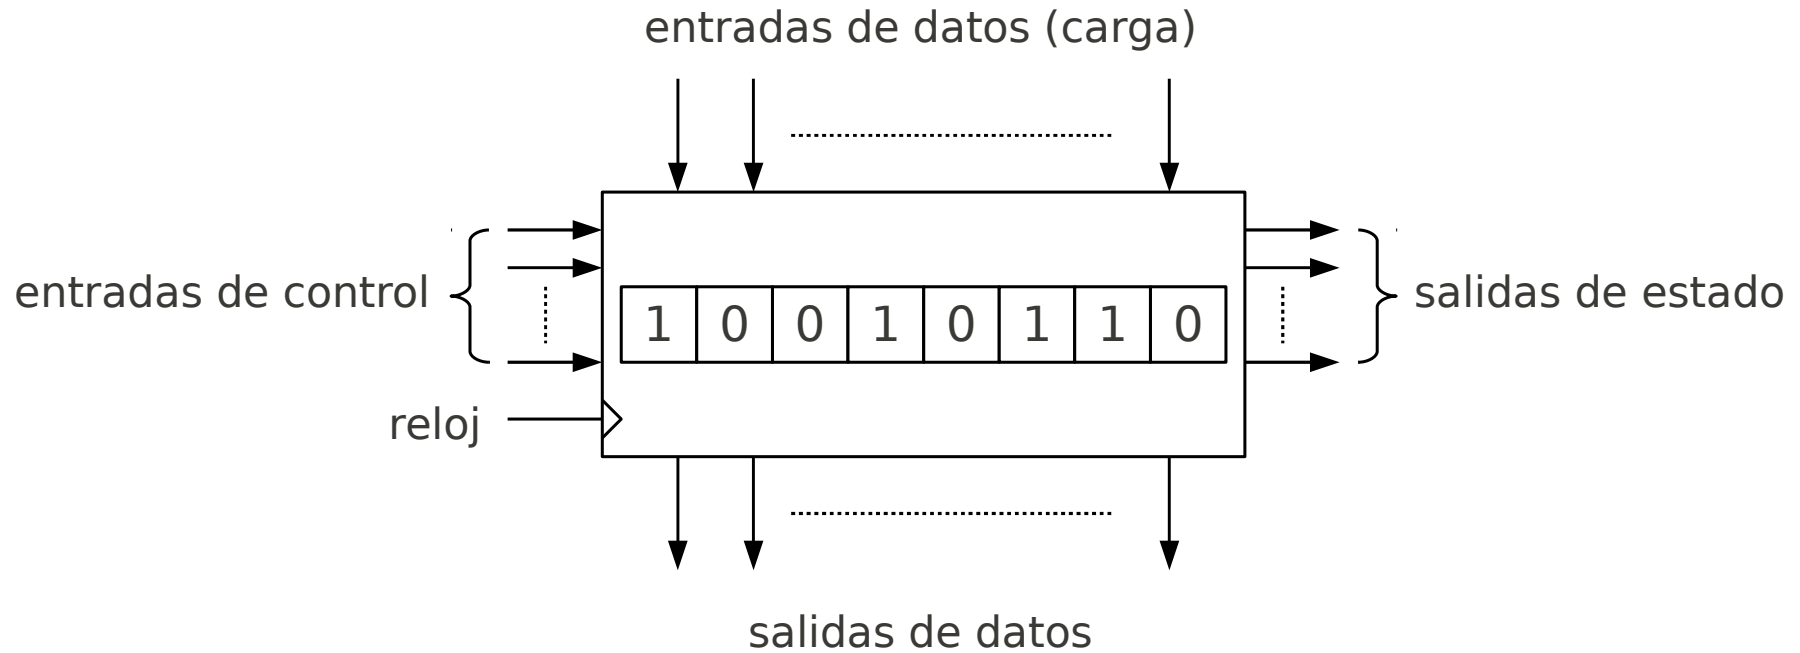 entradas de datos (carga)
entradas de control
1 0 0 1 0 1 1 0
salidas de estado
reloj
salidas de datos